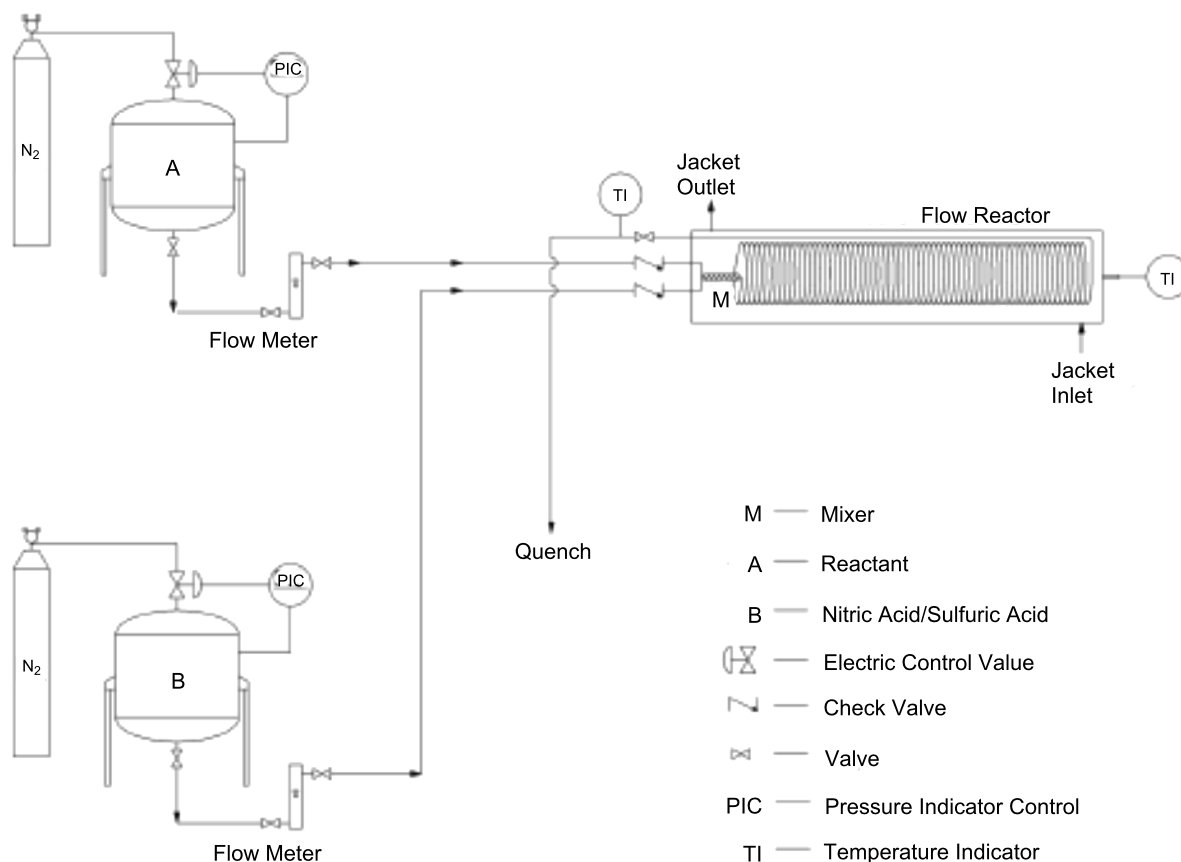 PIC
N2
A
Flow Meter
TI
Jacket
Outlet
Flow Reactor
M
TI
Jacket
Inlet
Quench
PIC
N2
B
Flow Meter
M — Mixer
A — Reactant
B — Nitric Acid/Sulfuric Acid
Electric Control Value
Check Valve
Valve
PIC — Pressure Indicator Control
TI — Temperature Indicator